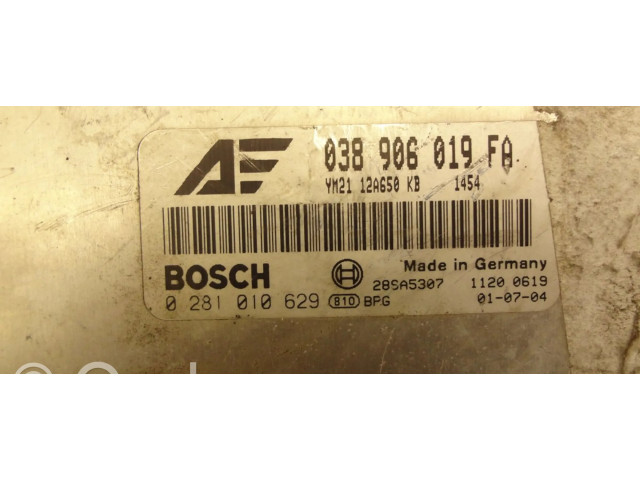 AE 038 906 019 FA
YM21 12A650 KB 1454
BOSCH
Made in Germany
28SA5307 1120 0619
0 281 010 629 810 BPG 01-07-04